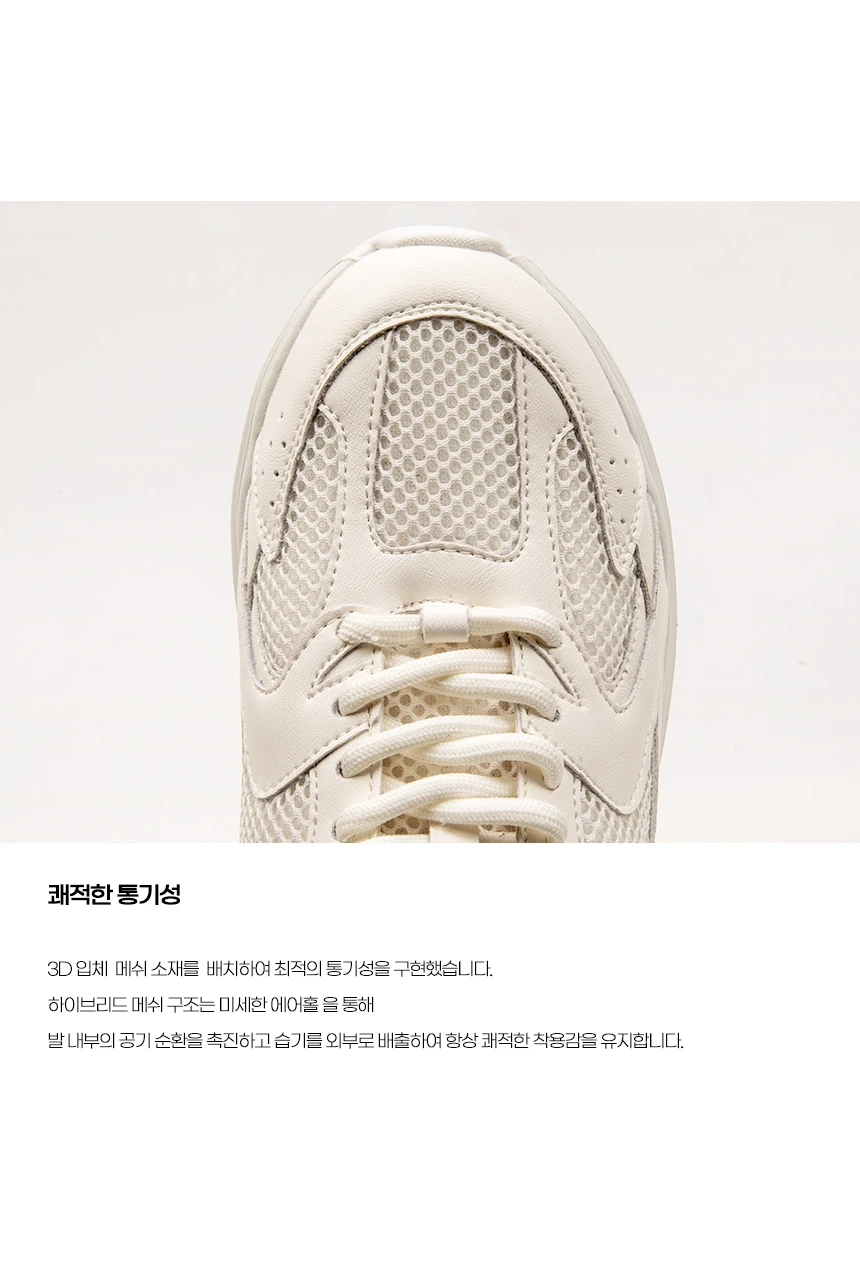 쾌적한 통기성
3D 입체 메쉬 소재를 배치하여 최적의 통기성을 구현했습니다.
하이브리드 메쉬 구조는 미세한 에어홀 을 통해
발 내부의 공기 순환을 촉진하고 습기를 외부로 배출하여 항상 쾌적한 착용감을 유지합니다.